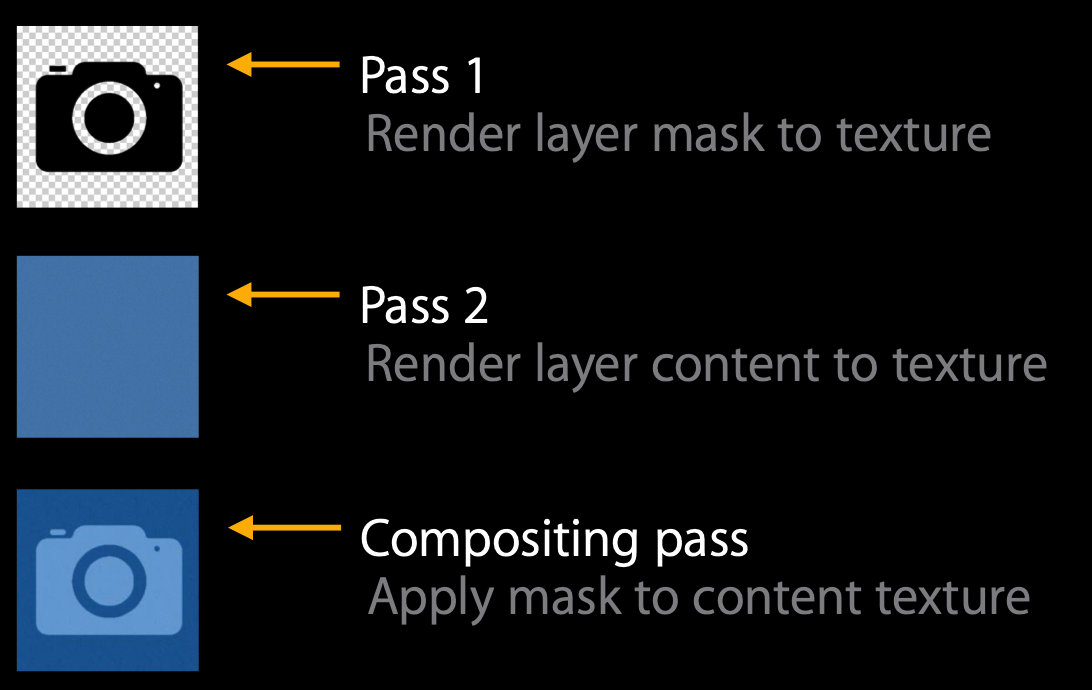 Pass 1
Render layer mask to texture
Pass 2
Render layer content to texture
Compositing pass
Apply mask to content texture